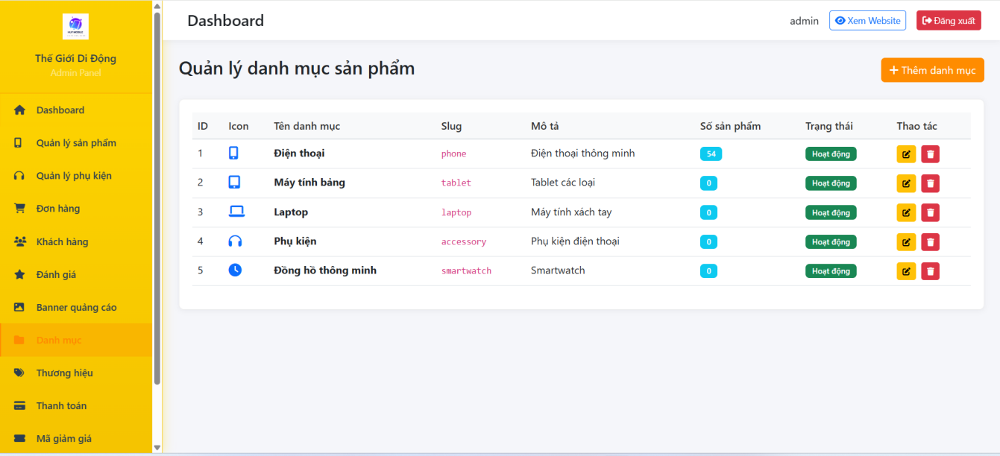 Thế Giới Di Động
Admin Panel
Dashboard
Quản lý sản phẩm
Quản lý phụ kiện
Đơn hàng
Khách hàng
Đánh giá
Banner quảng cáo
Danh mục
Thương hiệu
Thanh toán
Mã giảm giá
Dashboard
admin Xem Website Đăng xuất
Quản lý danh mục sản phẩm
Thêm danh mục
ID Icon Tên danh mục Slug Mô tả Số sản phẩm Trạng thái Thao tác
1 Điện thoại phone Điện thoại thông minh 54 Hoạt động
2 Máy tính bảng tablet Tablet các loại 0 Hoạt động
3 Laptop laptop Máy tính xách tay 0 Hoạt động
4 Phụ kiện accessory Phụ kiện điện thoại 0 Hoạt động
5 Đồng hồ thông minh smartwatch Smartwatch 0 Hoạt động